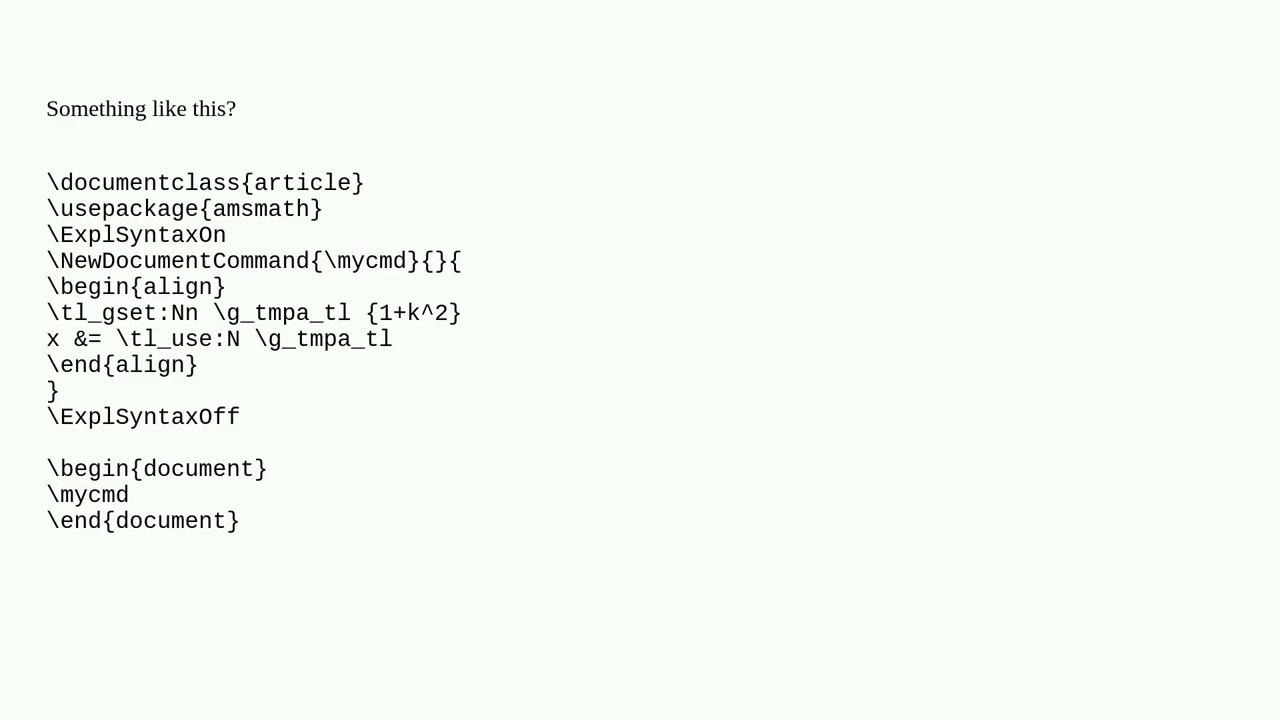 Something like this?
\documentclass{article}
\usepackage{amsmath}
\ExplSyntaxOn
\NewDocumentCommand{\mycmd}{}{
\begin{align}
\tl_gset:Nn \g_tmpa_tl {1+k^2}
x &= \tl_use:N \g_tmpa_tl
\end{align}
}
\ExplSyntaxOff
\begin{document}
\mycmd
\end{document}